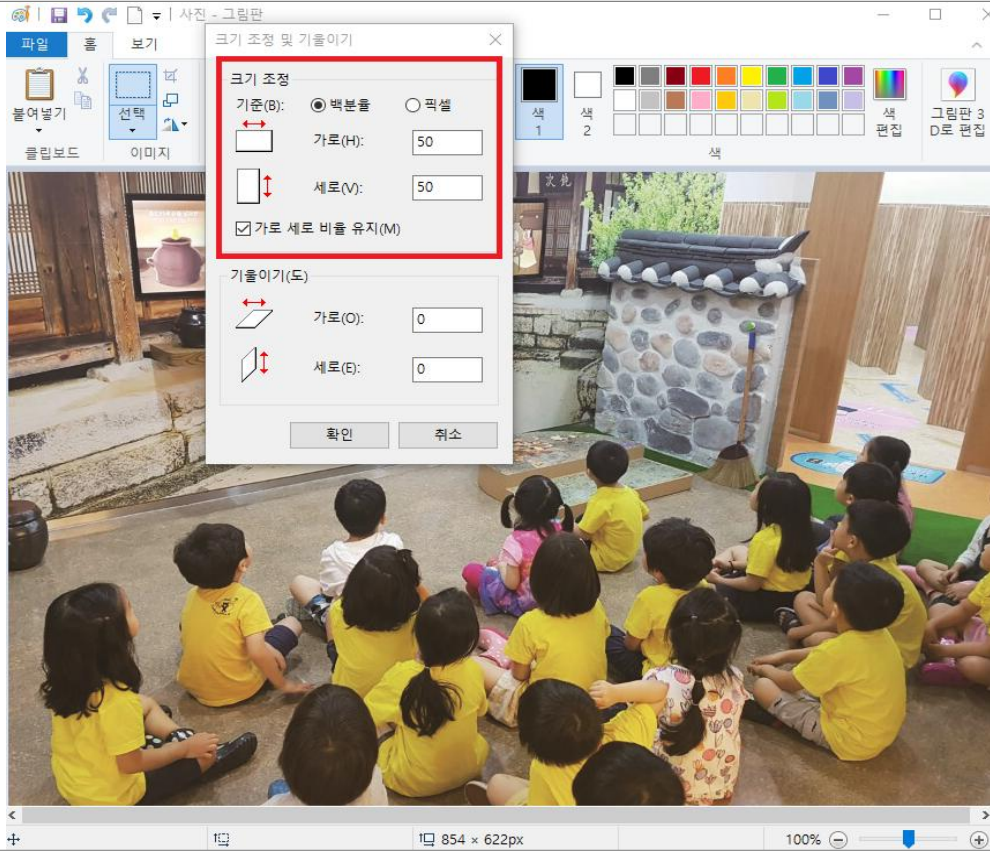 사진 - 그림판
파일 홈 보기
크기 조정 및 기울이기
크기 조정
기준(B): 백분율 픽셀
가로(H): 50
세로(V): 50
가로 세로 비율 유지(M)
기울이기(도)
가로(O): 0
세로(E): 0
확인 취소
붙여넣기
클립보드
선택
이미지
색
1
색
2
색
색
편집
그림판 3
D로 편집
854 × 622px
100%